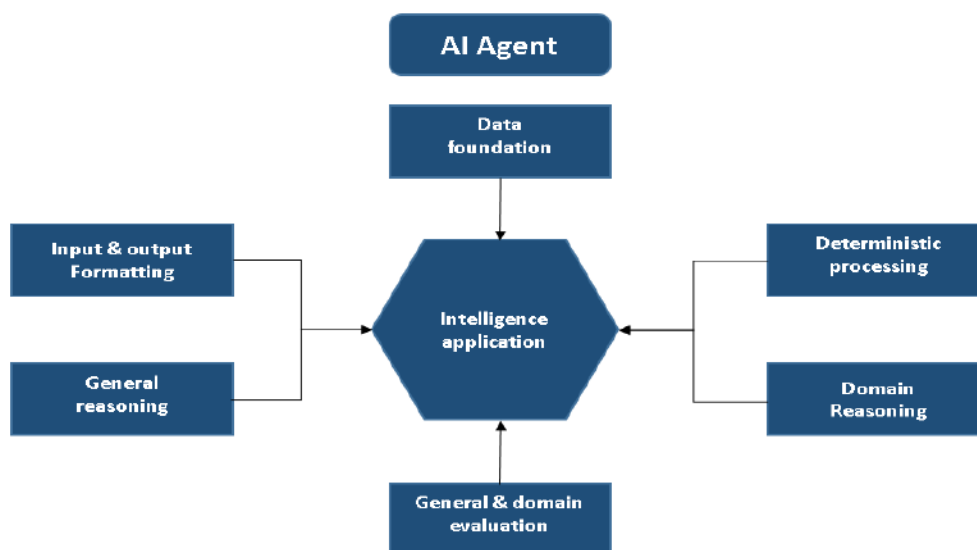 AI Agent
Data
foundation
Input & output
Formatting
Deterministic
processing
Intelligence
application
General
reasoning
Domain
Reasoning
General & domain
evaluation